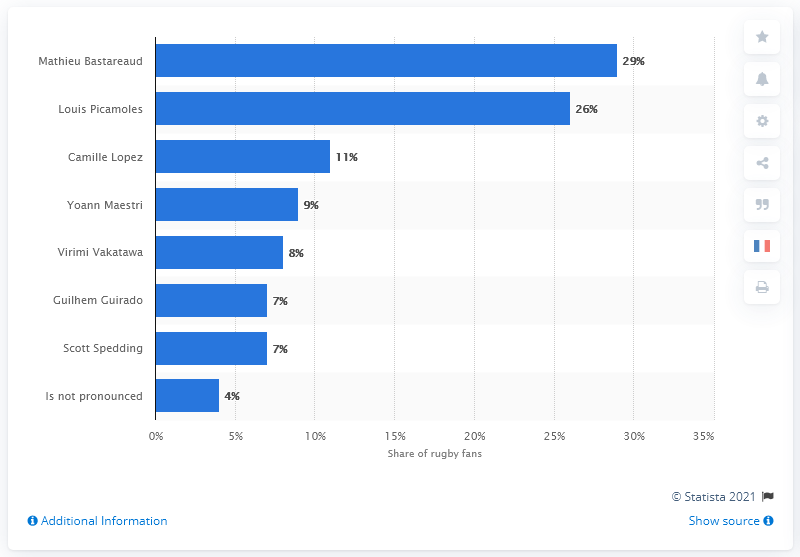 Mathieu Bastareaud 29%
Louis Picamoles 26%
Camille Lopez 11%
Yoann Maestri 9%
Virimi Vakatawa 8%
Guilhem Guirado 7%
Scott Spedding 7%
Is not pronounced 4%
0% 5% 10% 15% 20% 25% 30% 35%
Share of rugby fans
© Statista 2021
Additional Information Show source